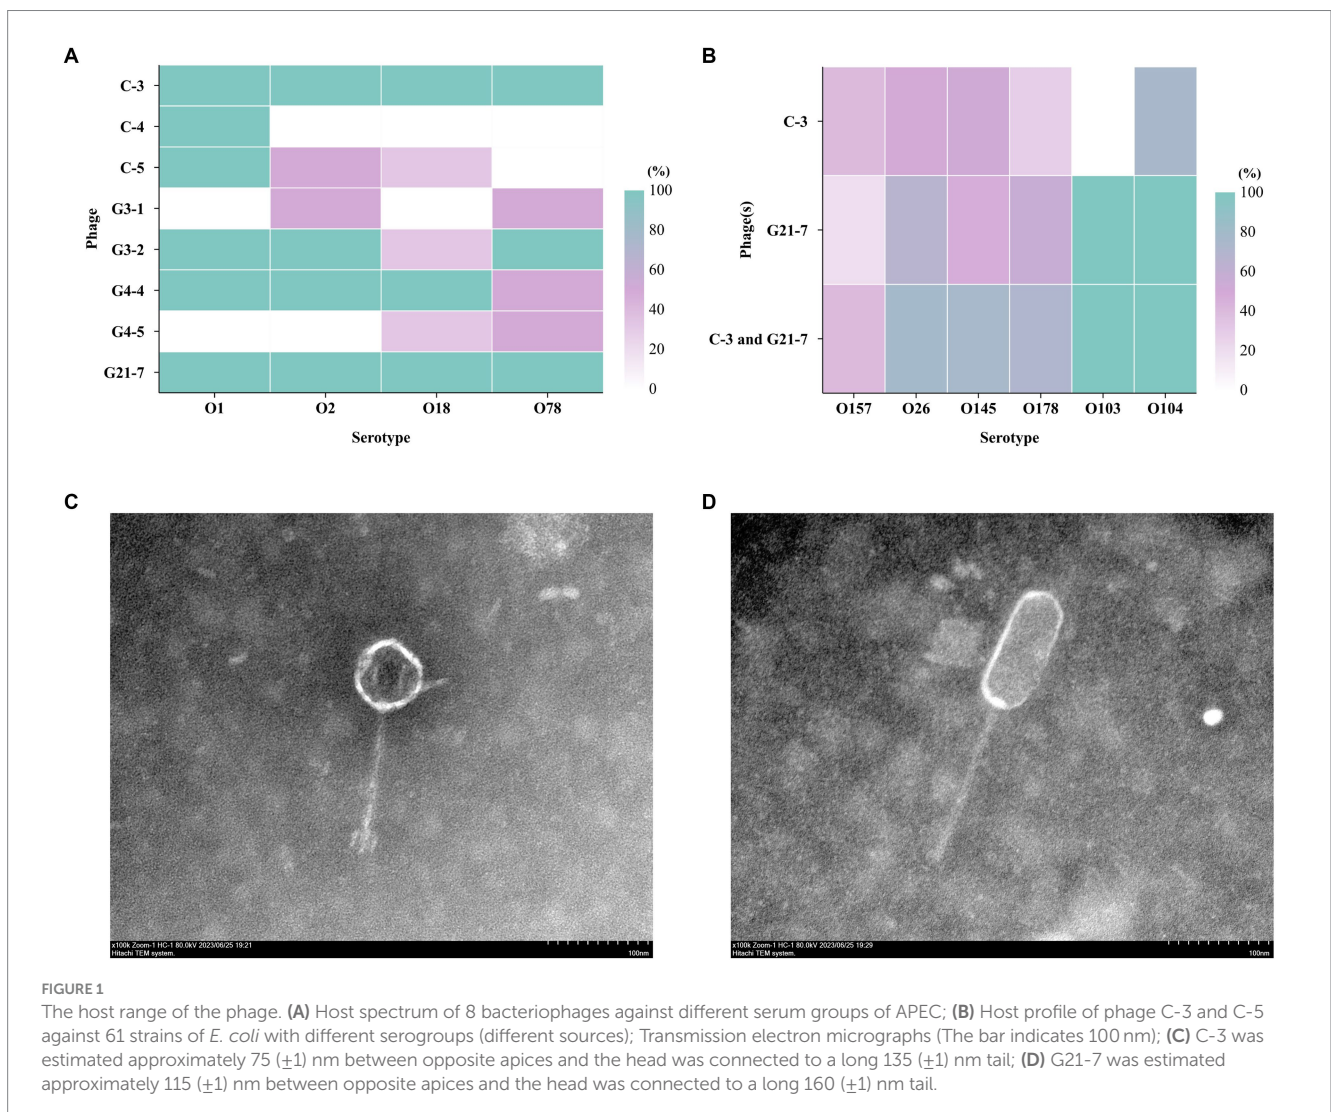 A
B
C-3
C-4
C-5
G3-1
G3-2
G4-4
G4-5
G21-7
Phage
O1 O2 O18 O78
Serotype
(%)
100
80
60
40
20
0
C-3
G21-7
C-3 and G21-7
Phage(s)
O157 O26 O145 O178 O103 O104
Serotype
(%)
100
80
60
40
20
0
C
D
x100k Zoom-1 HC-1 80.0kV 2023/06/25 19:21
Hitachi TEM system.
100nm
x100k Zoom-1 HC-1 80.0kV 2023/06/25 19:29
Hitachi TEM system.
100nm
FIGURE 1
The host range of the phage. (A) Host spectrum of 8 bacteriophages against different serum groups of APEC; (B) Host profile of phage C-3 and C-5
against 61 strains of E. coli with different serogroups (different sources); Transmission electron micrographs (The bar indicates 100 nm); (C) C-3 was
estimated approximately 75 (±1) nm between opposite apices and the head was connected to a long 135 (±1) nm tail; (D) G21-7 was estimated
approximately 115 (±1) nm between opposite apices and the head was connected to a long 160 (±1) nm tail.